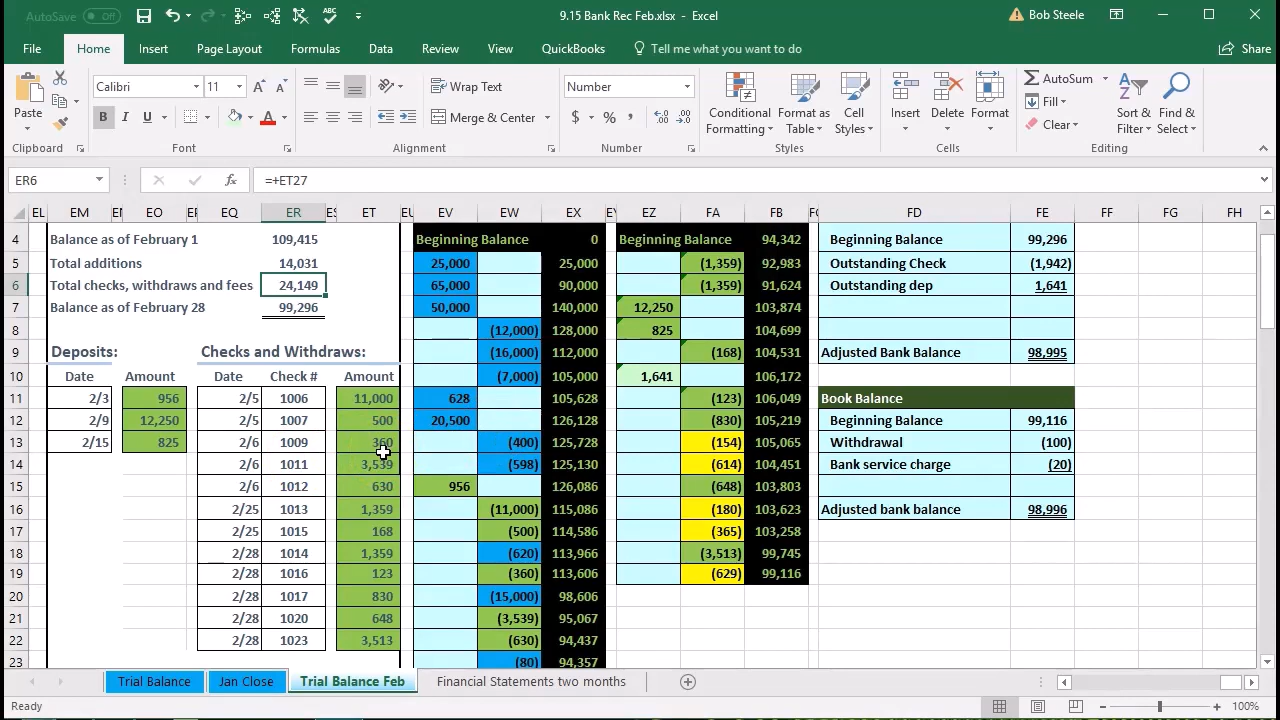 AutoSave Off 9.15 Bank Rec Feb.xlsx - Excel Bob Steele
File Home Insert Page Layout Formulas Data Review View QuickBooks Tell me what you want to do Share
Calibri 11 Wrap Text Number AutoSum
Paste B I U Merge & Center $ % , Conditional Formatting Format as Table Cell Styles Insert Delete Format Fill Clear Sort & Filter Find & Select
Clipboard Font Alignment Number Styles Cells Editing
ER6 fx =+ET27
EL EM EO EQ ER ES ET EU EV EW EX EZ FA FB FD FE FF FG FH
4 Balance as of February 1 109,415 Beginning Balance 0 Beginning Balance 94,342 Beginning Balance 99,296
5 Total additions 14,031 25,000 25,000 (1,359) 92,983 Outstanding Check (1,942)
6 Total checks, withdraws and fees 24,149 65,000 90,000 (1,359) 91,624 Outstanding dep 1,641
7 Balance as of February 28 99,296 50,000 140,000 12,250 103,874
8 (12,000) 128,000 825 104,699
9 Deposits: Checks and Withdraws: (16,000) 112,000 (168) 104,531 Adjusted Bank Balance 98,995
10 Date Amount Date Check # Amount (7,000) 105,000 1,641 106,172
11 2/3 956 2/5 1006 11,000 628 105,628 (123) 106,049 Book Balance
12 2/9 12,250 2/5 1007 500 20,500 126,128 (830) 105,219 Beginning Balance 99,116
13 2/15 825 2/6 1009 360 (400) 125,728 (154) 105,065 Withdrawal (100)
14 2/6 1011 3,539 (598) 125,130 (614) 104,451 Bank service charge (20)
15 2/6 1012 630 956 126,086 (648) 103,803
16 2/25 1013 1,359 (11,000) 115,086 (180) 103,623 Adjusted bank balance 98,996
17 2/25 1015 168 (500) 114,586 (365) 103,258
18 2/28 1014 1,359 (620) 113,966 (3,513) 99,745
19 2/28 1016 123 (360) 113,606 (629) 99,116
20 2/28 1017 830 (15,000) 98,606
21 2/28 1020 648 (3,539) 95,067
22 2/28 1023 3,513 (630) 94,437
23 (80) 94,357
Trial Balance Jan Close Trial Balance Feb Financial Statements two months
Ready 100%